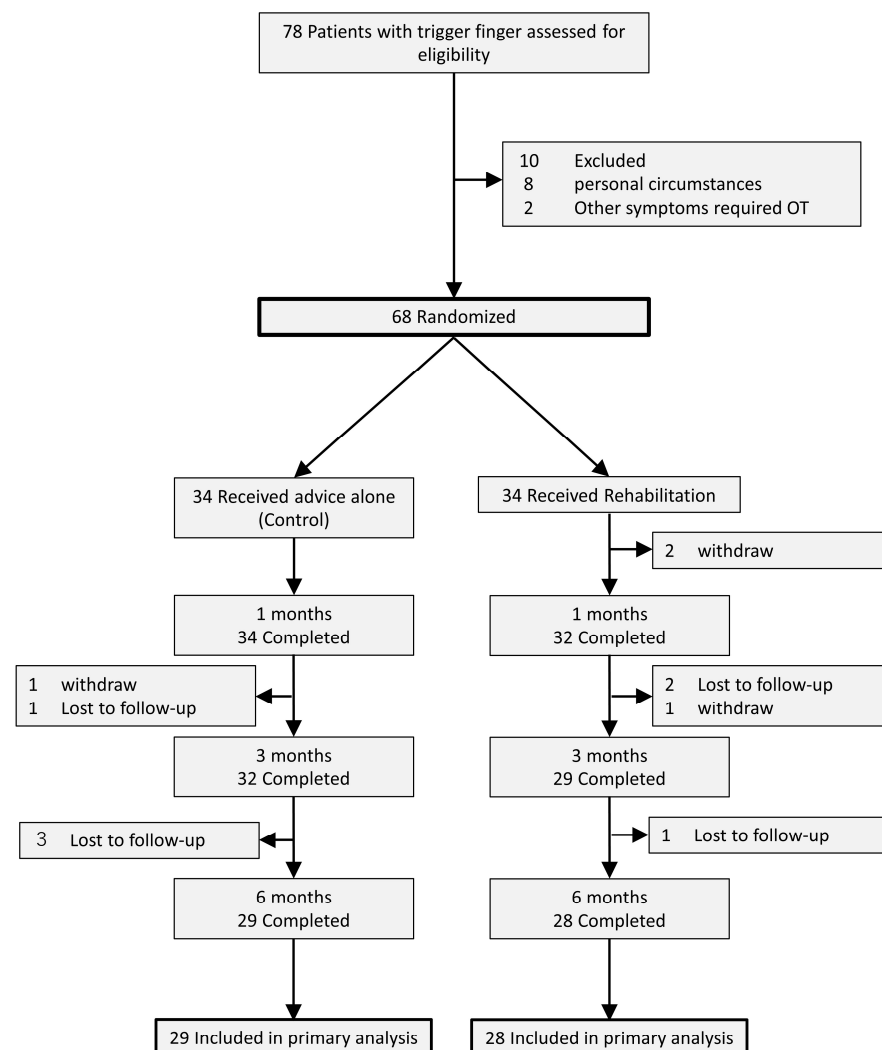 78 Patients with trigger finger assessed for
eligibility
10 Excluded
8 personal circumstances
2 Other symptoms required OT
68 Randomized
34 Received advice alone
(Control)
34 Received Rehabilitation
2 withdraw
1 months
34 Completed
1 months
32 Completed
1 withdraw
1 Lost to follow-up
2 Lost to follow-up
1 withdraw
3 months
32 Completed
3 months
29 Completed
3 Lost to follow-up
1 Lost to follow-up
6 months
29 Completed
6 months
28 Completed
29 Included in primary analysis
28 Included in primary analysis